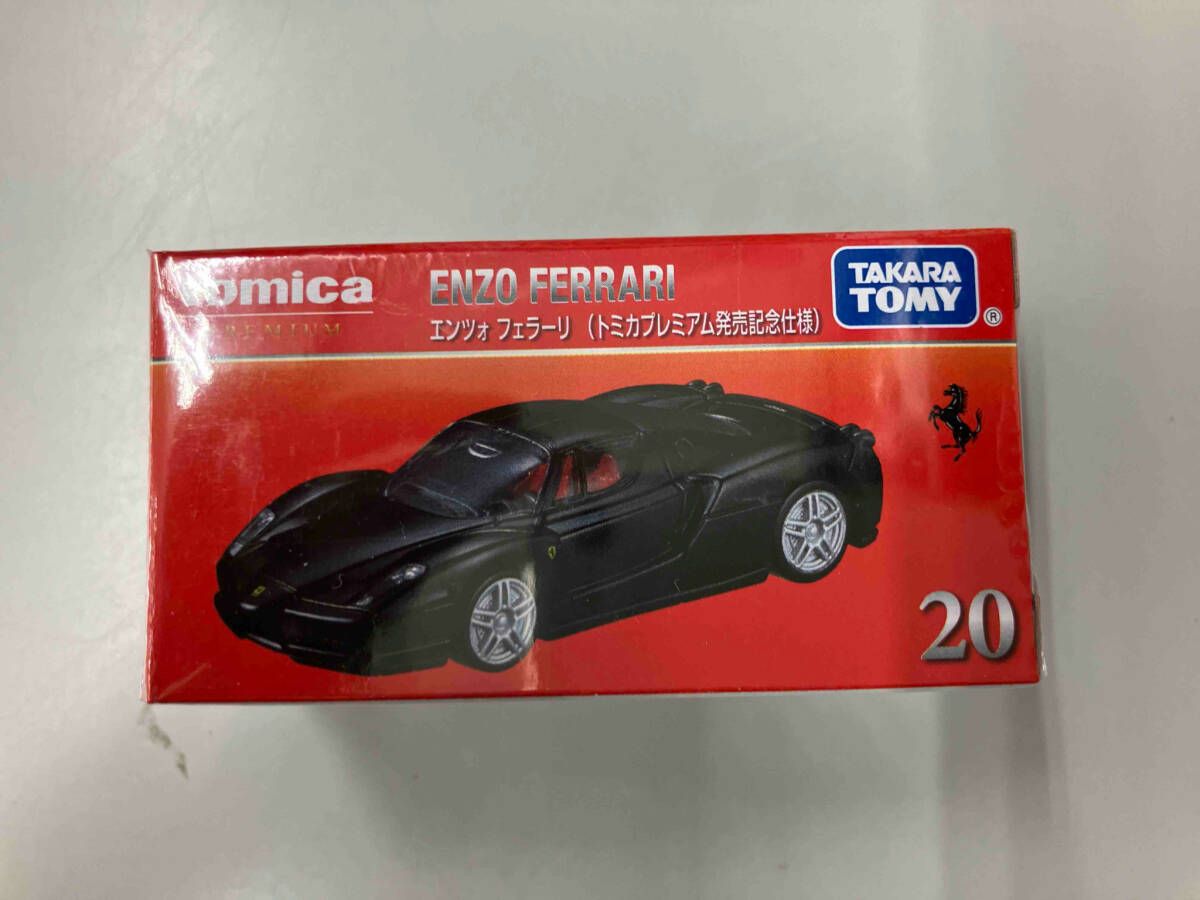 tomica
PREMIUM
ENZO FERRARI
エンツォ フェラーリ （トミカプレミアム発売記念仕様）
TAKARA
TOMY
®
20